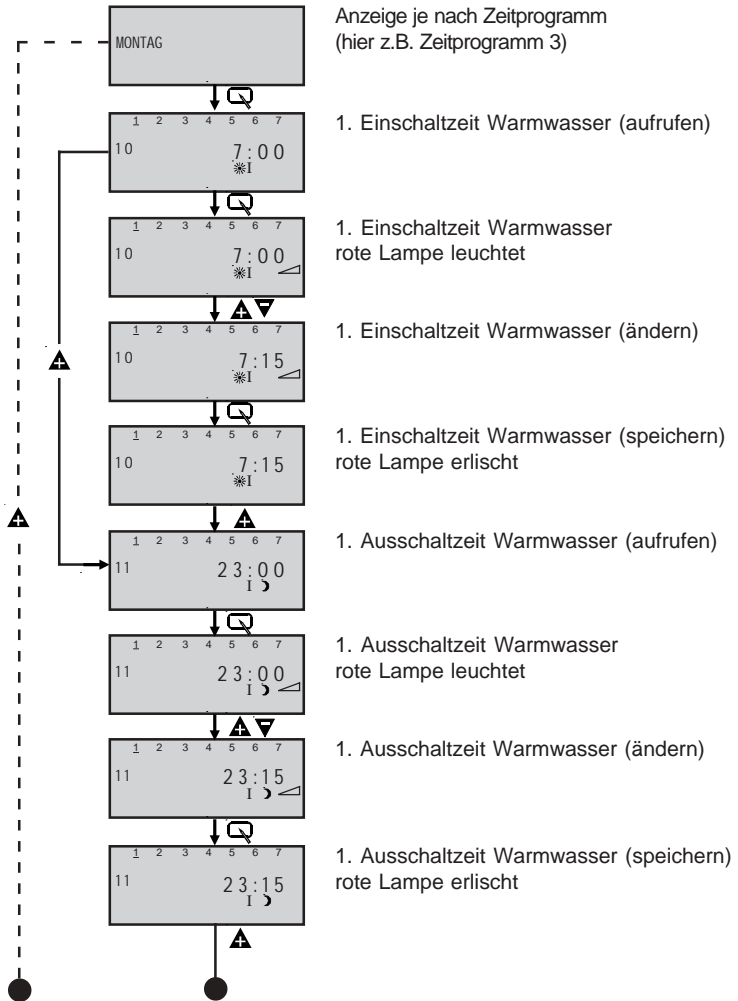 Anzeige je nach Zeitprogramm
(hier z.B. Zeitprogramm 3)
MONTAG
1 2 3 4 5 6 7
10 7:00
I
1. Einschaltzeit Warmwasser (aufrufen)
1 2 3 4 5 6 7
10 7:00
I
1. Einschaltzeit Warmwasser
rote Lampe leuchtet
1 2 3 4 5 6 7
10 7:15
I
1. Einschaltzeit Warmwasser (ändern)
1 2 3 4 5 6 7
10 7:15
I
1. Einschaltzeit Warmwasser (speichern)
rote Lampe erlischt
1 2 3 4 5 6 7
11 23:00
I
1. Ausschaltzeit Warmwasser (aufrufen)
1 2 3 4 5 6 7
11 23:00
I
1. Ausschaltzeit Warmwasser
rote Lampe leuchtet
1 2 3 4 5 6 7
11 23:15
I
1. Ausschaltzeit Warmwasser (ändern)
1 2 3 4 5 6 7
11 23:15
I
1. Ausschaltzeit Warmwasser (speichern)
rote Lampe erlischt